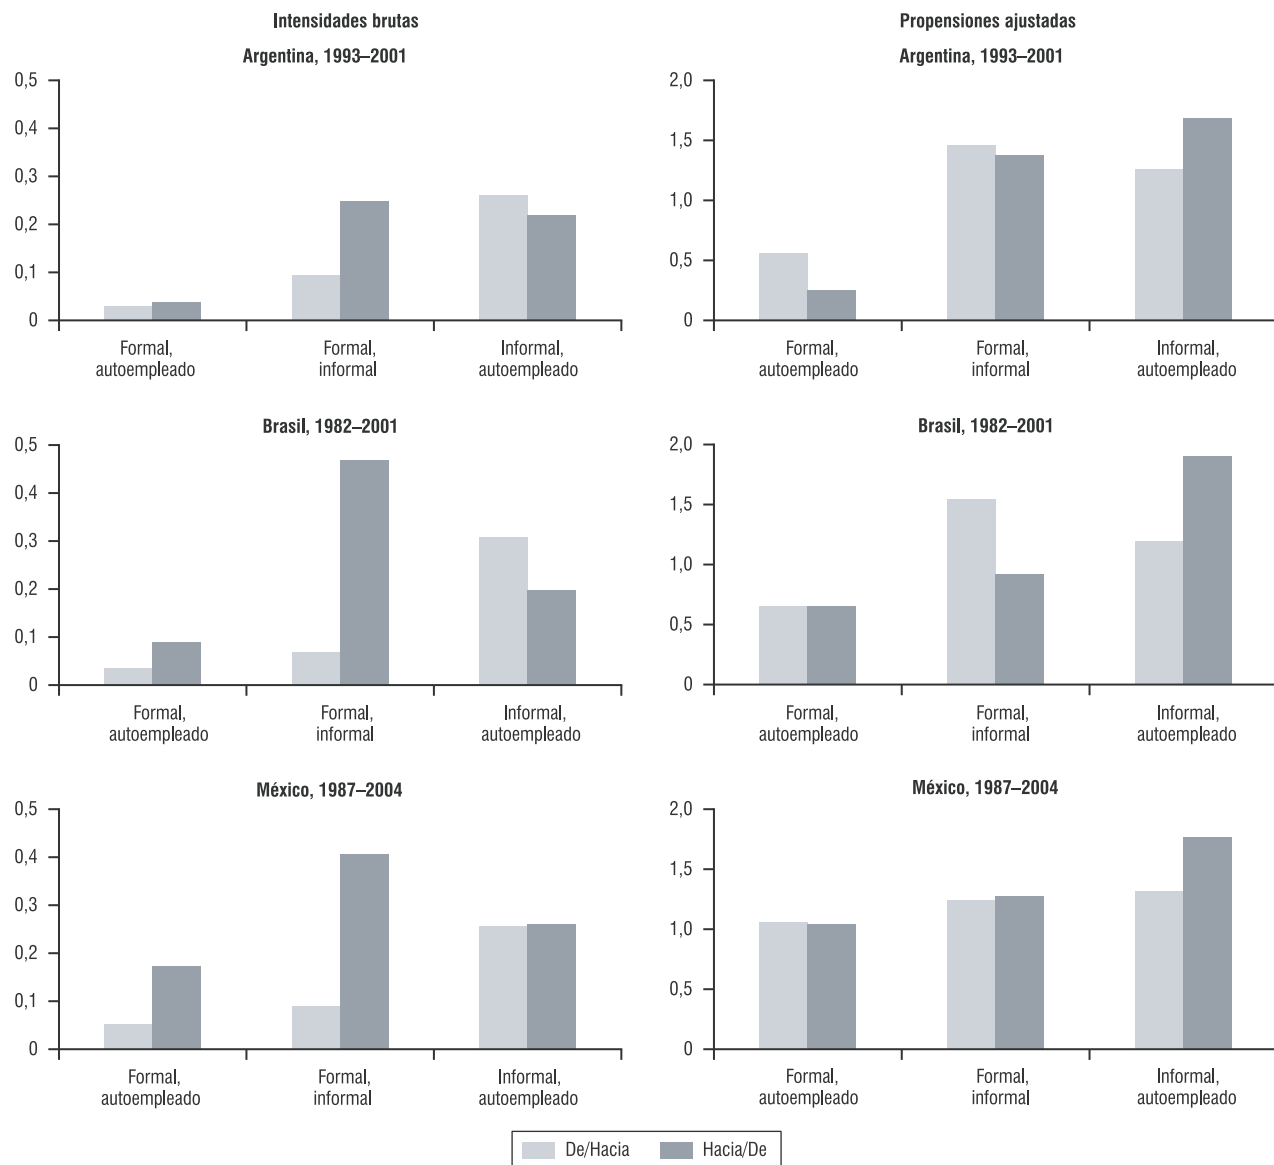 Intensidades brutas
Argentina, 1993–2001
0,5
0,4
0,3
0,2
0,1
0
Formal,
autoempleado
Formal,
informal
Informal,
autoempleado
Propensiones ajustadas
Argentina, 1993–2001
2,0
1,5
1,0
0,5
0
Formal,
autoempleado
Formal,
informal
Informal,
autoempleado
Brasil, 1982–2001
0,5
0,4
0,3
0,2
0,1
0
Formal,
autoempleado
Formal,
informal
Informal,
autoempleado
Brasil, 1982–2001
2,0
1,5
1,0
0,5
0
Formal,
autoempleado
Formal,
informal
Informal,
autoempleado
México, 1987–2004
0,5
0,4
0,3
0,2
0,1
0
Formal,
autoempleado
Formal,
informal
Informal,
autoempleado
México, 1987–2004
2,0
1,5
1,0
0,5
0
Formal,
autoempleado
Formal,
informal
Informal,
autoempleado
De/Hacia
Hacia/De